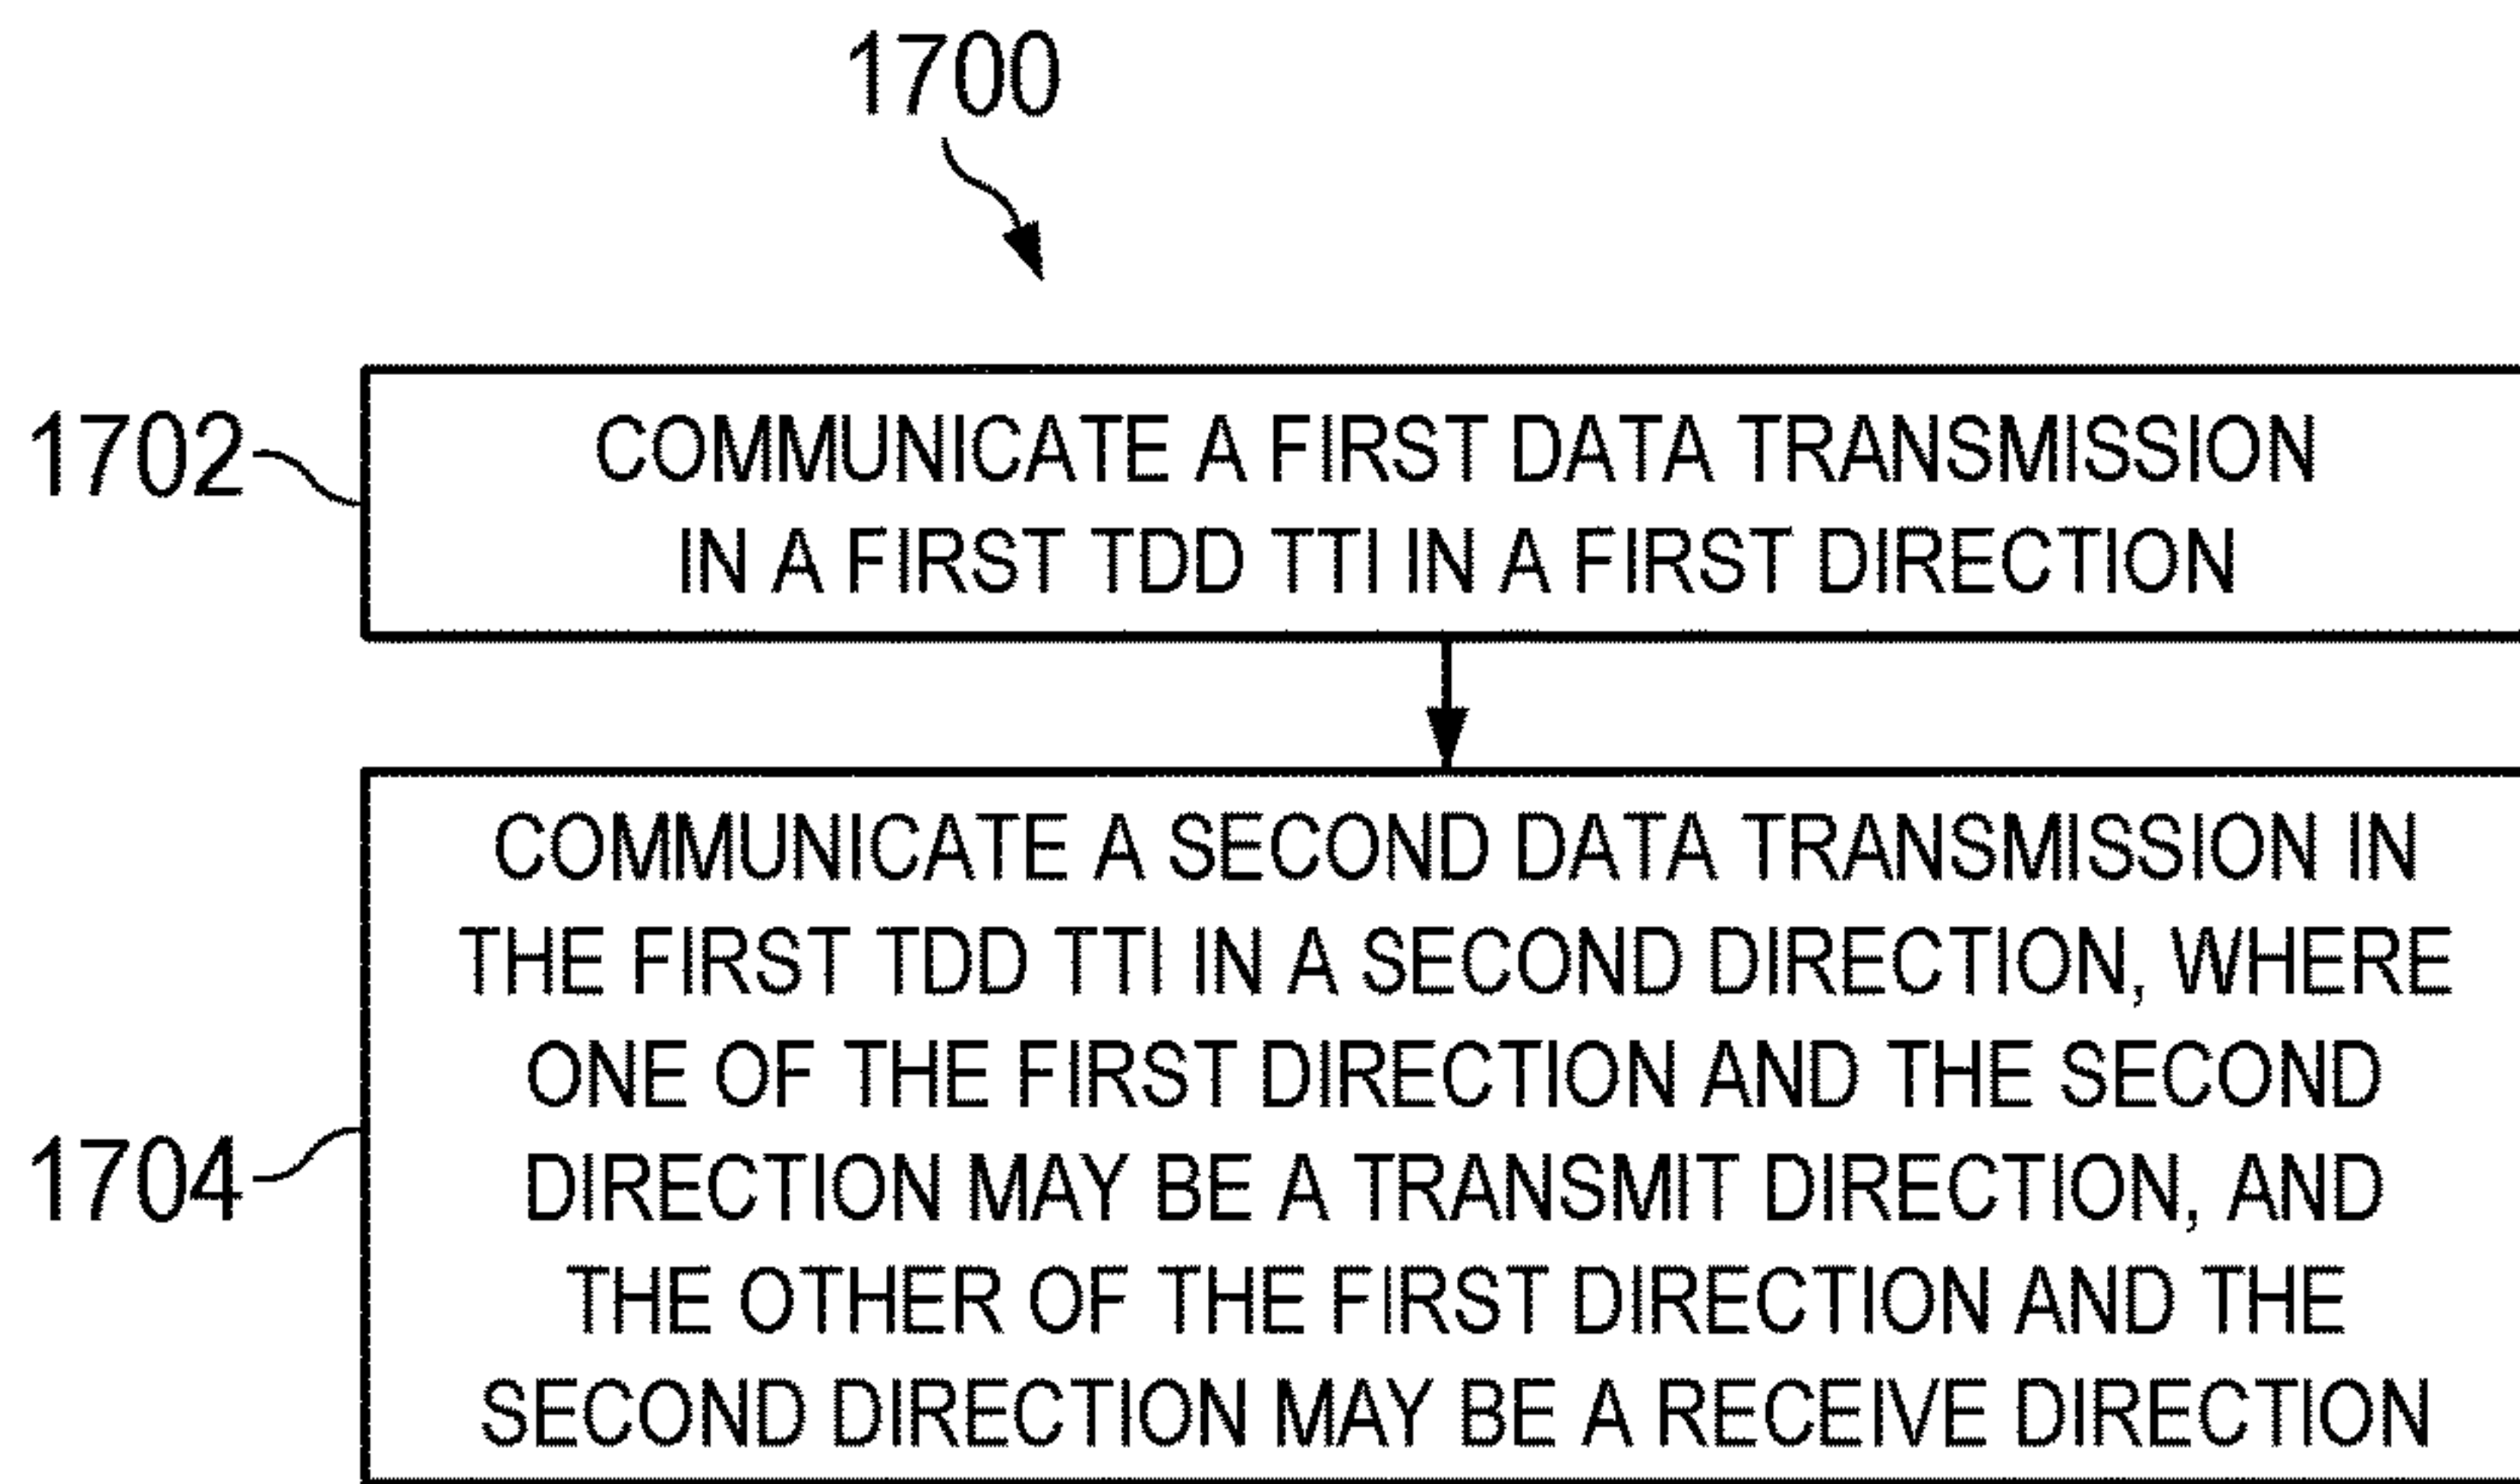 1700
1702
COMMUNICATE A FIRST DATA TRANSMISSION
IN A FIRST TDD TTI IN A FIRST DIRECTION
1704
COMMUNICATE A SECOND DATA TRANSMISSION IN
THE FIRST TDD TTI IN A SECOND DIRECTION, WHERE
ONE OF THE FIRST DIRECTION AND THE SECOND
DIRECTION MAY BE A TRANSMIT DIRECTION, AND
THE OTHER OF THE FIRST DIRECTION AND THE
SECOND DIRECTION MAY BE A RECEIVE DIRECTION